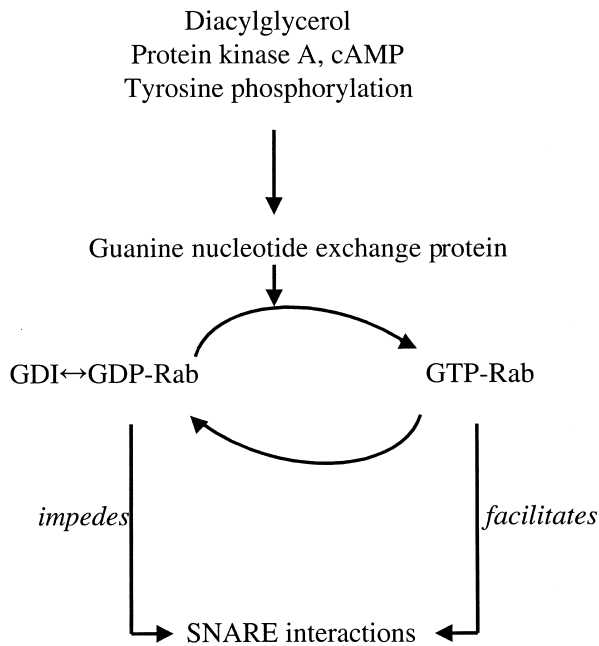 Diacylglycerol
Protein kinase A, cAMP
Tyrosine phosphorylation
Guanine nucleotide exchange protein
GDI↔GDP-Rab
GTP-Rab
impedes
facilitates
SNARE interactions